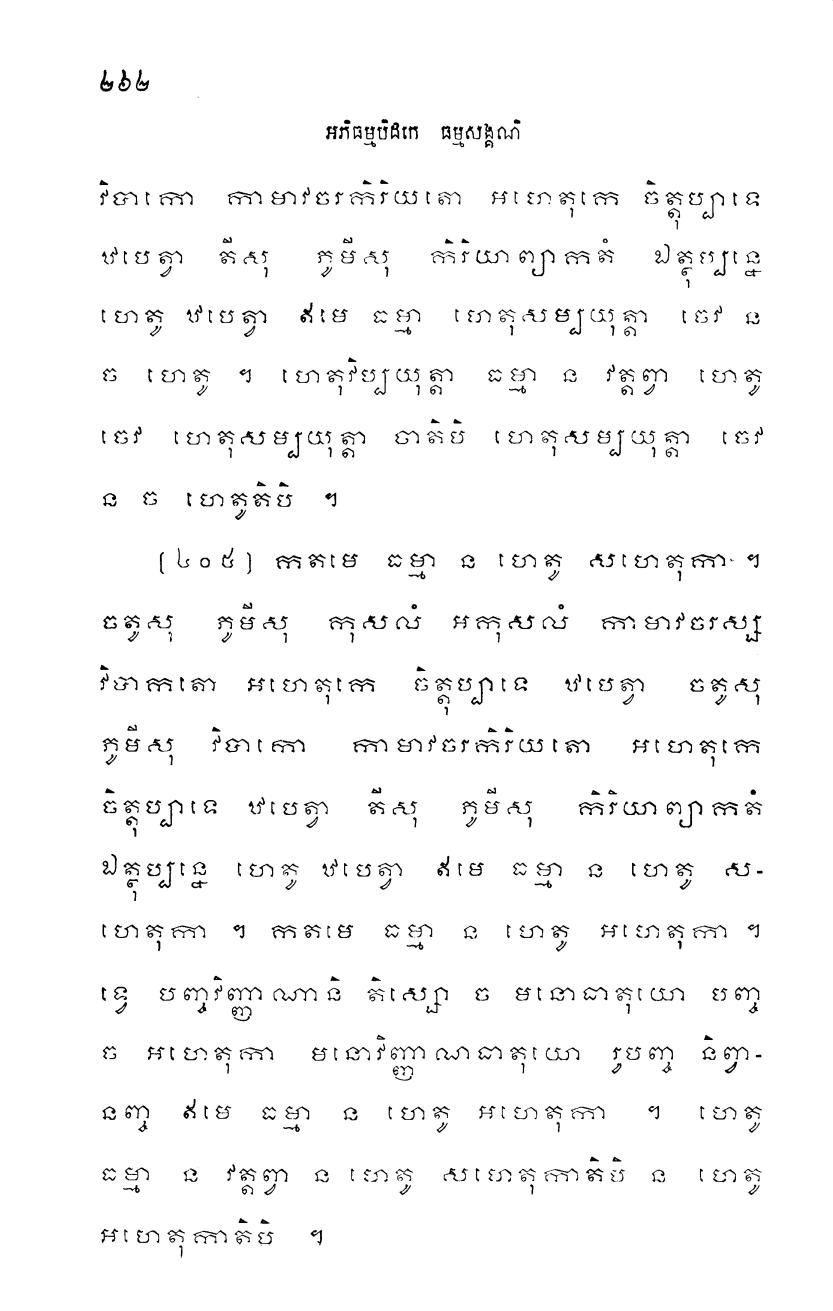 ២៦២
អភិធម្មបិដកេ ធម្មសង្គណិ
វិបាកោ កាមាវចរកិរិយតោ អហេតុកេ ចិត្តុប្បាទេ
ឋបេត្វា តីសុ ភូមីសុ កិរិយាព្យាកតំ ឯត្ថុប្បន្នេ
ហេតូ ឋបេត្វា ឥមេ ធម្មា ហេតុសម្បយុត្តា ចេវ ន
ច ហេតូ ។ ហេតុវិប្បយុត្តា ធម្មា ន វត្តព្វា ហេតូ
ចេវ ហេតុសម្បយុត្តា ចាតិបិ ហេតុសម្បយុត្តា ចេវ
ន ច ហេតូតិបិ ។
[៤០៥] កតមេ ធម្មា ន ហេតូ សហេតុកា ។
ចតូសុ ភូមីសុ កុសលំ អកុសលំ កាមាវចរស្ស
វិបាកតោ អហេតុកេ ចិត្តុប្បាទេ ឋបេត្វា ចតូសុ
ភូមីសុ វិបាកោ កាមាវចរកិរិយតោ អហេតុកេ
ចិត្តុប្បាទេ ឋបេត្វា តីសុ ភូមីសុ កិរិយាព្យាកតំ
ឯត្ថុប្បន្នេ ហេតូ ឋបេត្វា ឥមេ ធម្មា ន ហេតូ ស-
ហេតុកា ។ កតមេ ធម្មា ន ហេតូ អហេតុកា ។
ទ្វេ បញ្ចវិញ្ញាណានិ តិស្សោ ច មនោធាតុយោ បញ្ច
ច អហេតុកា មនោវិញ្ញាណធាតុយោ រូបញ្ច និព្វា-
នញ្ច ឥមេ ធម្មា ន ហេតូ អហេតុកា ។ ហេតូ
ធម្មា ន វត្តព្វា ន ហេតូ សហេតុកាតិបិ ន ហេតូ
អហេតុកាតិបិ ។